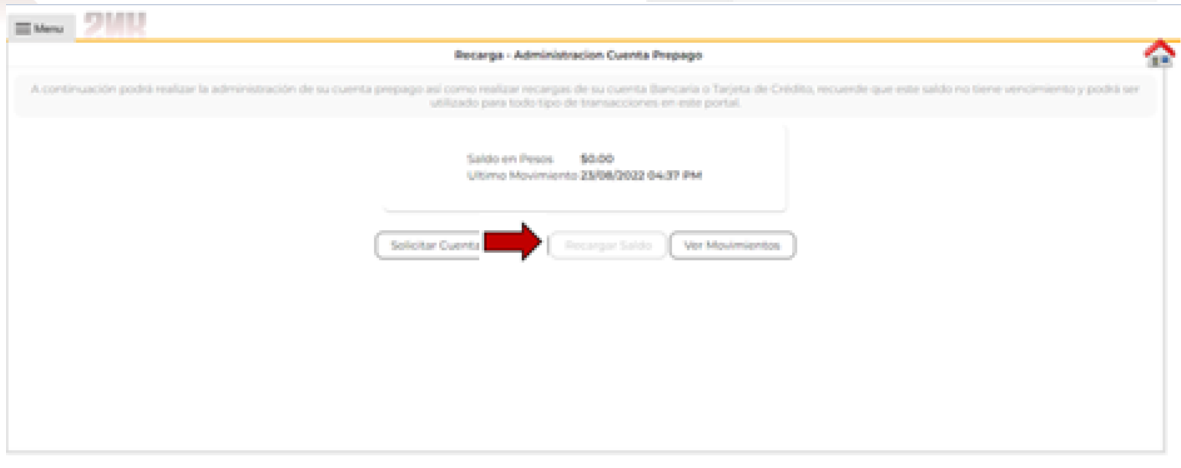 Menu
Recarga - Administracion Cuenta Prepago
A continuación podrá realizar la administración de su cuenta prepago así como realizar recargas de su cuenta Bancaria o Tarjeta de Crédito, recuerde que este saldo no tiene vencimiento y podrá ser
utilizado para todo tipo de transacciones en este portal.
Saldo en Pesos $0.00
Ultimo Movimiento 23/08/2022 04:37 PM
Solicitar Cuenta Recargar Saldo Ver Movimientos